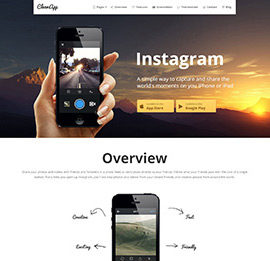 CleanApp
Pages Overview Features Screenshots Testimonials Contact Blog
Instagram
A simple way to capture and share the
world's moments on you iPhone or iPad
App Store
Google Play
Overview
Creative
Fast
Exciting
Friendly